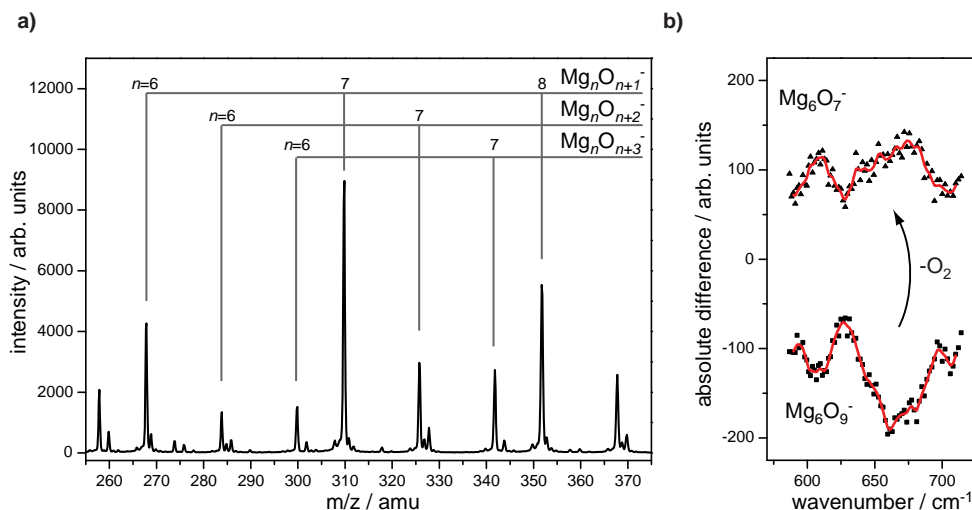 a)
n=6 7 8 MgnOn+1-
n=6 7 MgnOn+2-
n=6 7 MgnOn+3-
12000
10000
8000
6000
4000
2000
0
intensity / arb. units
260 270 280 290 300 310 320 330 340 350 360 370
m/z / amu
b)
200
100
0
-100
-200
absolute difference / arb. units
Mg6O7-
-O2
Mg6O9-
600 650 700
wavenumber / cm-1